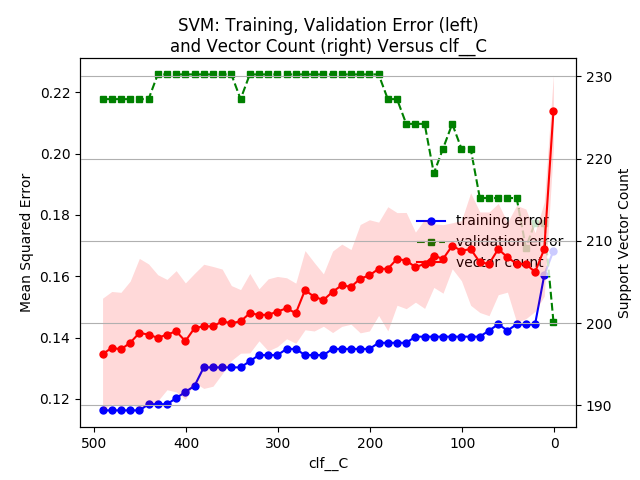 SVM: Training, Validation Error (left)
and Vector Count (right) Versus clf__C
Mean Squared Error
0.22
0.20
0.18
0.16
0.14
0.12
230
220
210
200
190
Support Vector Count
training error
validation error
vector count
500 400 300 200 100 0
clf__C